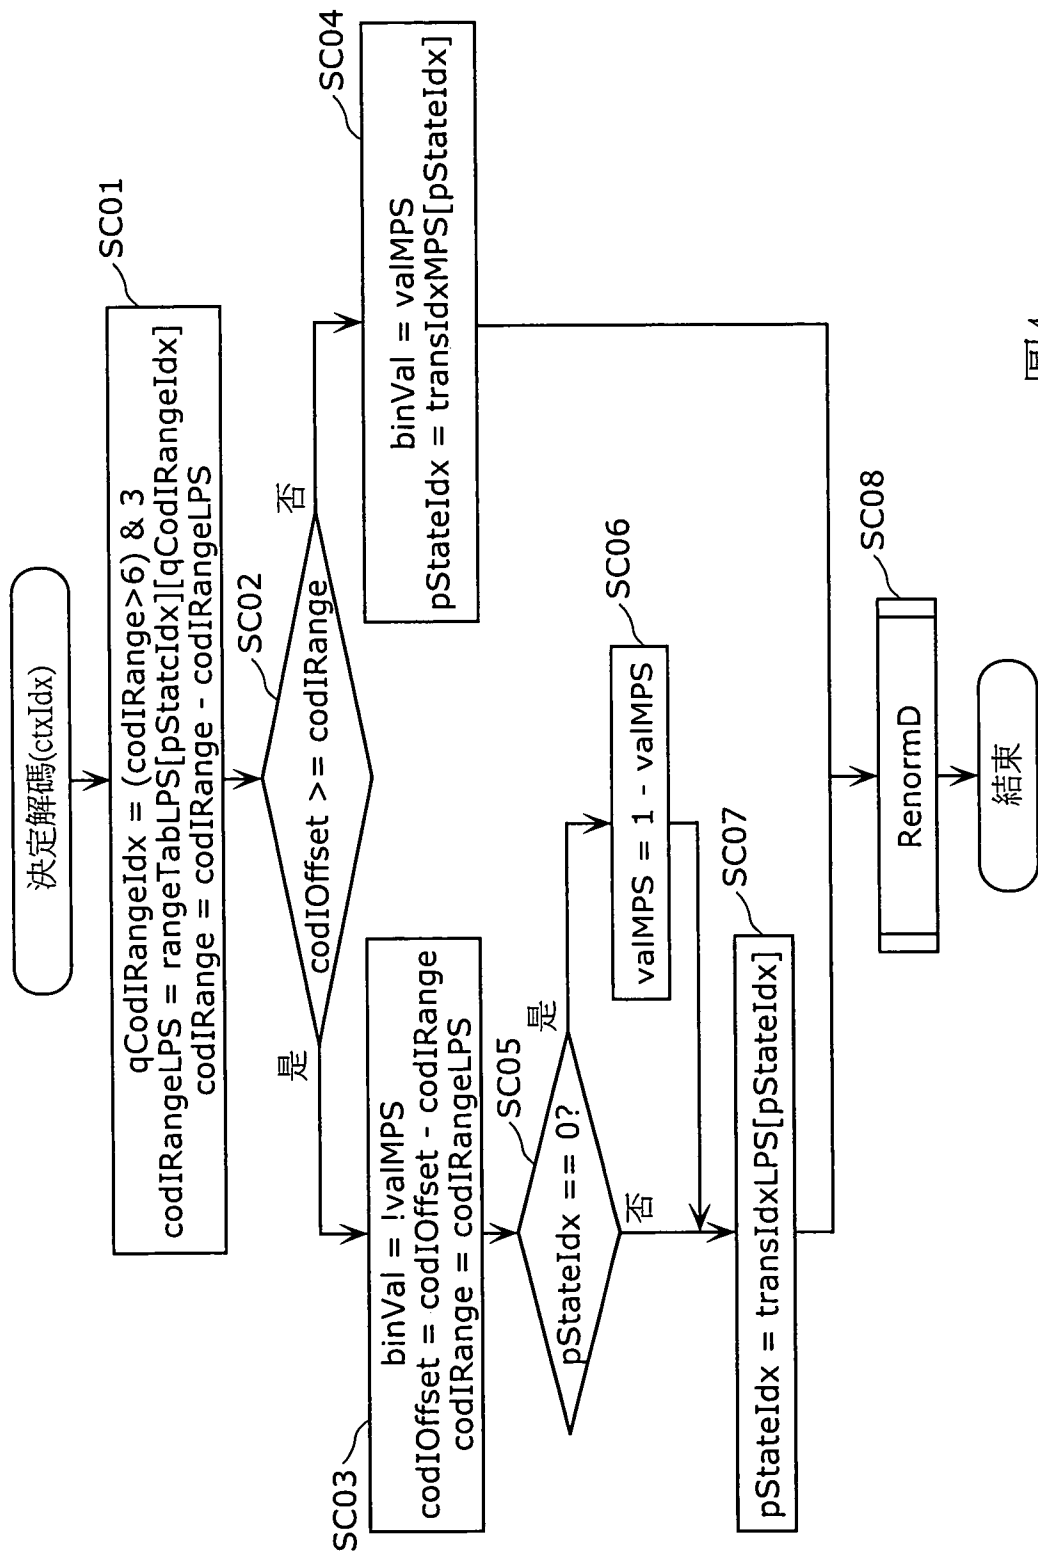 決定解碼(ctxIdx)
SC01
qCodIRangeIdx = (codIRange>6) & 3
codIRangeLPS = rangeTabLPS[pStatcIdx][qCodIRangeIdx]
codIRange = codIRange - codIRangeLPS
SC02
codIOffset >= codIRange
是
否
SC03
binVal = !valMPS
codIOffset = codIOffset - codIRange
codIRange = codIRangeLPS
SC04
binVal = valMPS
pStateIdx = transIdxMPS[pStateIdx]
SC05
pStateIdx == 0?
是
否
SC06
valMPS = 1 - valMPS
SC07
pStateIdx = transIdxLPS[pStateIdx]
SC08
RenormD
結束
圖4